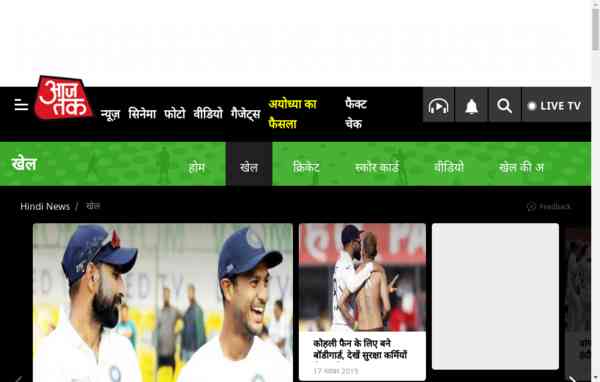 आज
तक
न्यूज़ सिनेमा फोटो वीडियो गैजेट्स अयोध्या का फैसला फैक्ट चेक
LIVE TV
खेल
होम खेल क्रिकेट स्कोर कार्ड वीडियो खेल की अ
Hindi News / खेल
Feedback
कोहली फैन के लिए बने
बॉडीगार्ड, देखें सुरक्षा कर्मियों
17 नवंबर 2019